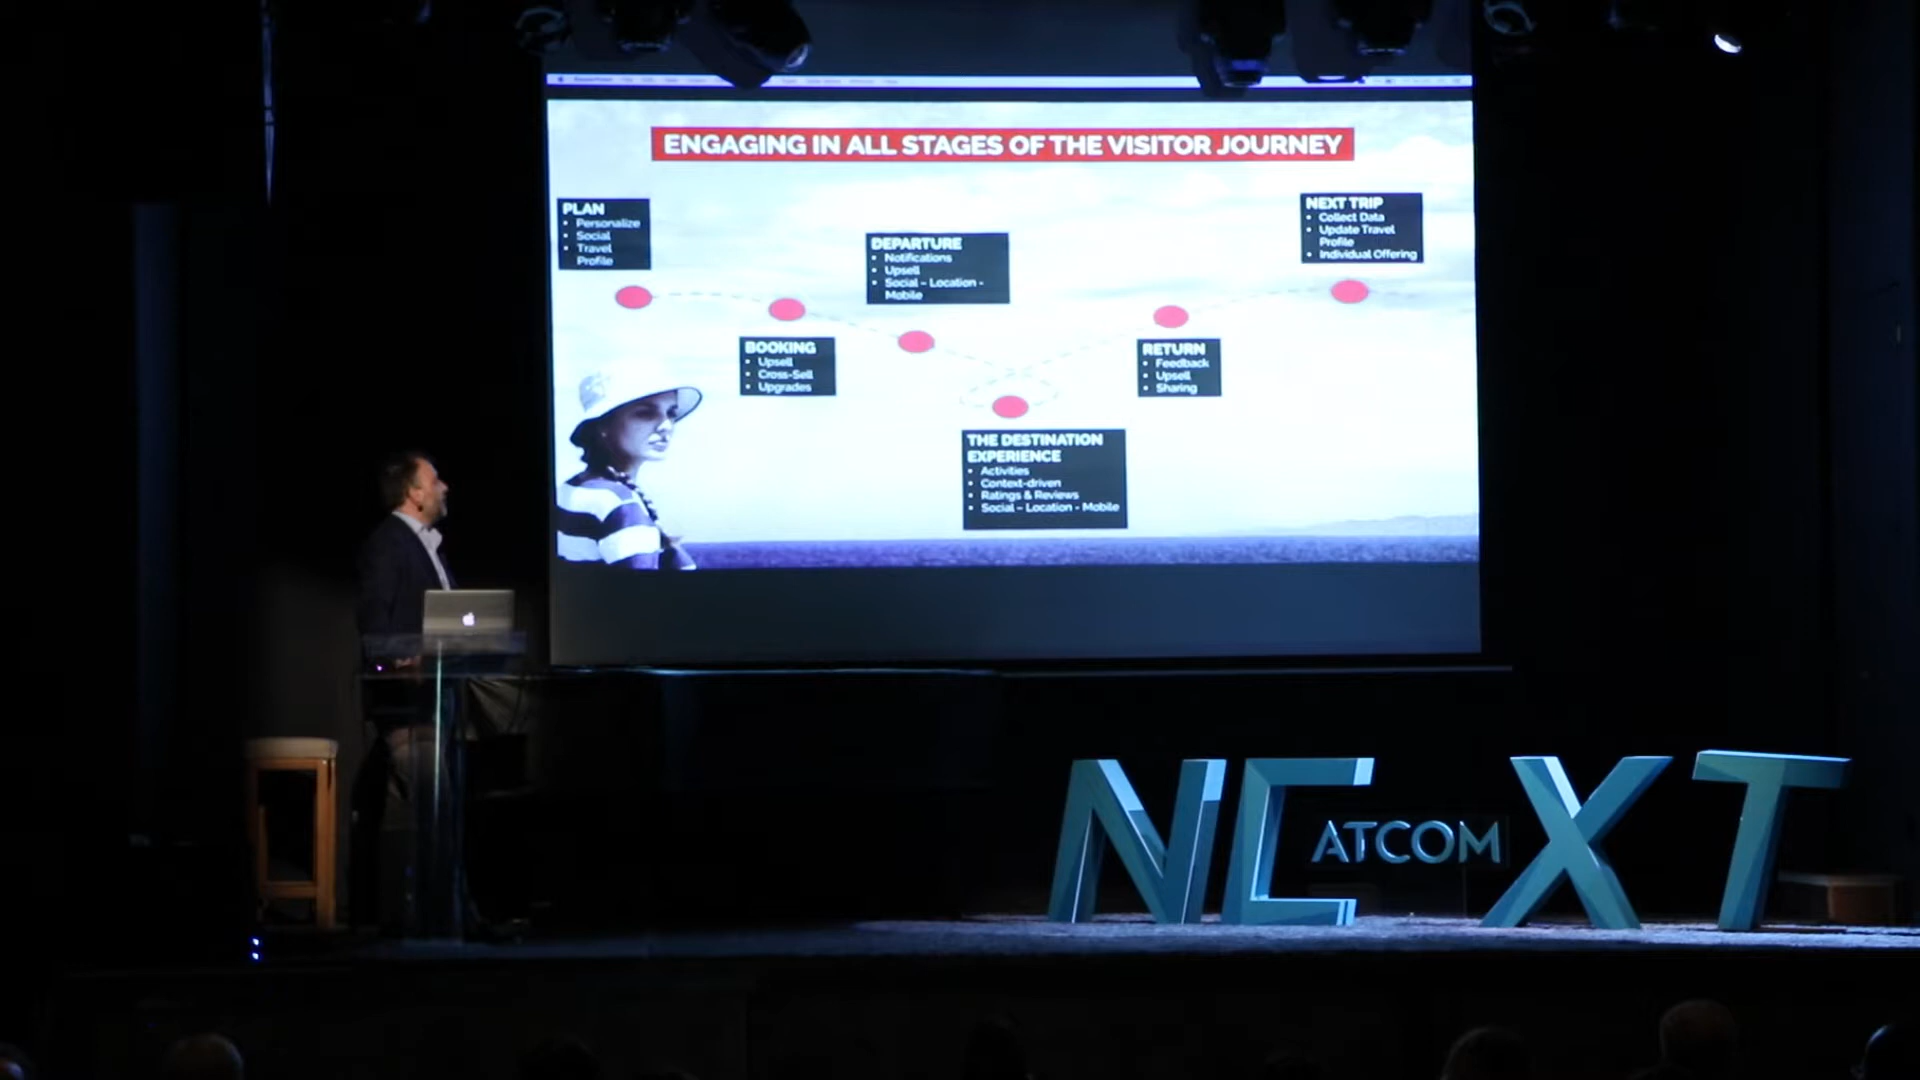 ENGAGING IN ALL STAGES OF THE VISITOR JOURNEY
PLAN
• Personalize
• Social
• Travel
Profile
BOOKING
• Upsell
• Cross-Sell
• Upgrades
DEPARTURE
• Notifications
• Upsell
• Social – Location -
Mobile
THE DESTINATION
EXPERIENCE
• Activities
• Context-driven
• Ratings & Reviews
• Social – Location - Mobile
RETURN
• Feedback
• Upsell
• Sharing
NEXT TRIP
• Collect Data
• Update Travel
Profile
• Individual Offering
NEXT
ATCOM